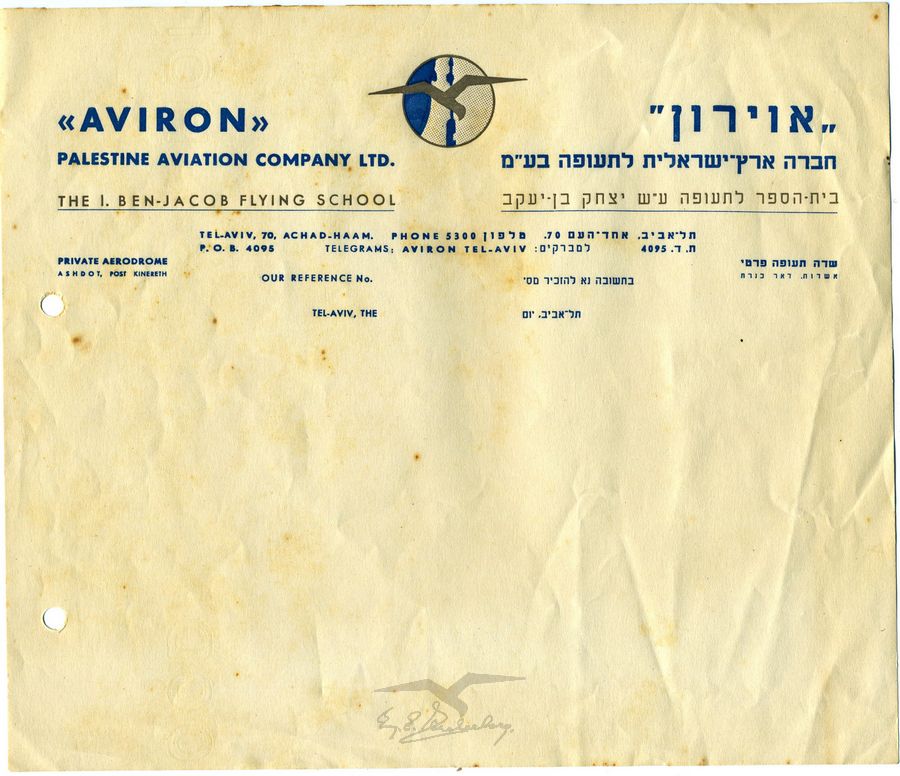 «AVIRON»
PALESTINE AVIATION COMPANY LTD.
THE I. BEN-JACOB FLYING SCHOOL
„אוירון"
חברה ארץ־ישראלית לתעופה בע"מ
בית-הספר לתעופה ע"ש יצחק בן-יעקב
TEL-AVIV, 70, ACHAD-HAAM. PHONE 5300 טלפון .70 תל־אביב, אחד־העם
P.O.B. 4095 TELEGRAMS: AVIRON TEL-AVIV למברקים: ת.ד. 4095
PRIVATE AERODROME
ASHDOT, POST KINERETH
שדה תעופה פרטי
אשדות, דאר כנרת
OUR REFERENCE No. בתשובה נא להזכיר מס׳
TEL-AVIV, THE תל־אביב, יום